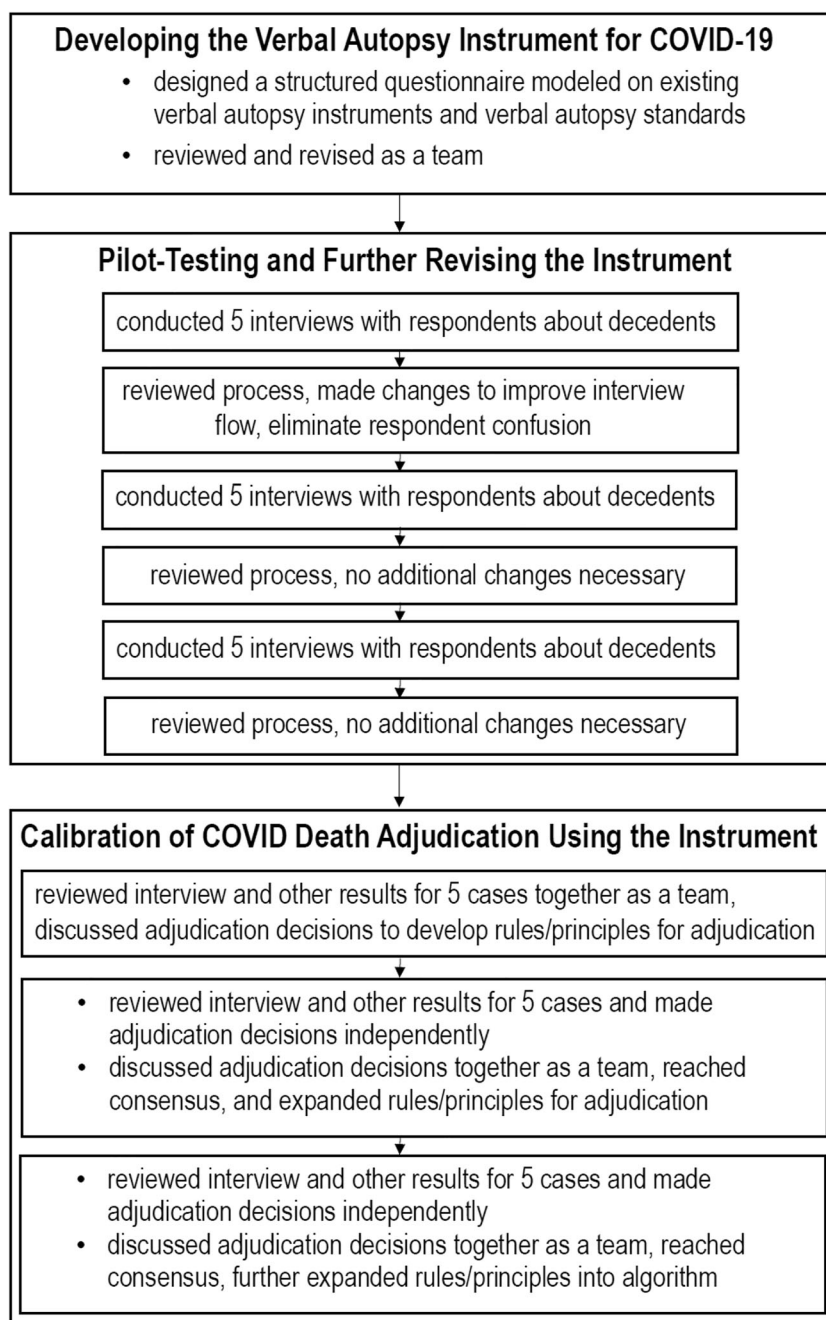 Developing the Verbal Autopsy Instrument for COVID-19
• designed a structured questionnaire modeled on existing
verbal autopsy instruments and verbal autopsy standards
• reviewed and revised as a team
Pilot-Testing and Further Revising the Instrument
conducted 5 interviews with respondents about decedents
reviewed process, made changes to improve interview
flow, eliminate respondent confusion
conducted 5 interviews with respondents about decedents
reviewed process, no additional changes necessary
conducted 5 interviews with respondents about decedents
reviewed process, no additional changes necessary
Calibration of COVID Death Adjudication Using the Instrument
reviewed interview and other results for 5 cases together as a team,
discussed adjudication decisions to develop rules/principles for adjudication
• reviewed interview and other results for 5 cases and made
adjudication decisions independently
• discussed adjudication decisions together as a team, reached
consensus, and expanded rules/principles for adjudication
• reviewed interview and other results for 5 cases and made
adjudication decisions independently
• discussed adjudication decisions together as a team, reached
consensus, further expanded rules/principles into algorithm